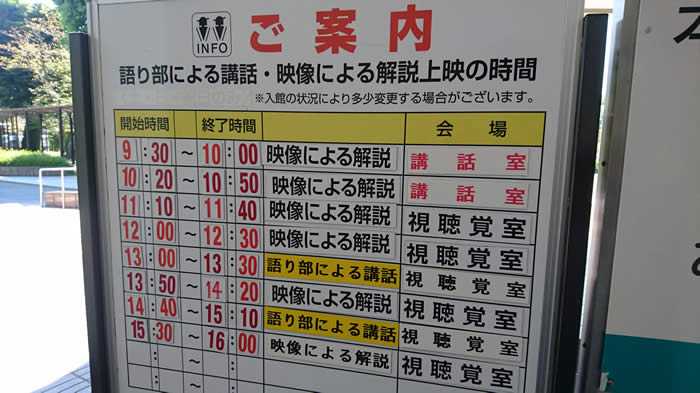 INFO
ご案内
語り部による講話・映像による解説上映の時間
※入館の状況により多少変更する場合がございます。
開始時間 ~ 終了時間 会場
9:30 ~ 10:00 映像による解説 講話室
10:20 ~ 10:50 映像による解説 講話室
11:10 ~ 11:40 映像による解説 視聴覚室
12:00 ~ 12:30 映像による解説 視聴覚室
13:00 ~ 13:30 語り部による講話 視聴覚室
13:50 ~ 14:20 映像による解説 視聴覚室
14:40 ~ 15:10 語り部による講話 視聴覚室
15:30 ~ 16:00 映像による解説 視聴覚室
: ~ :
: ~ :